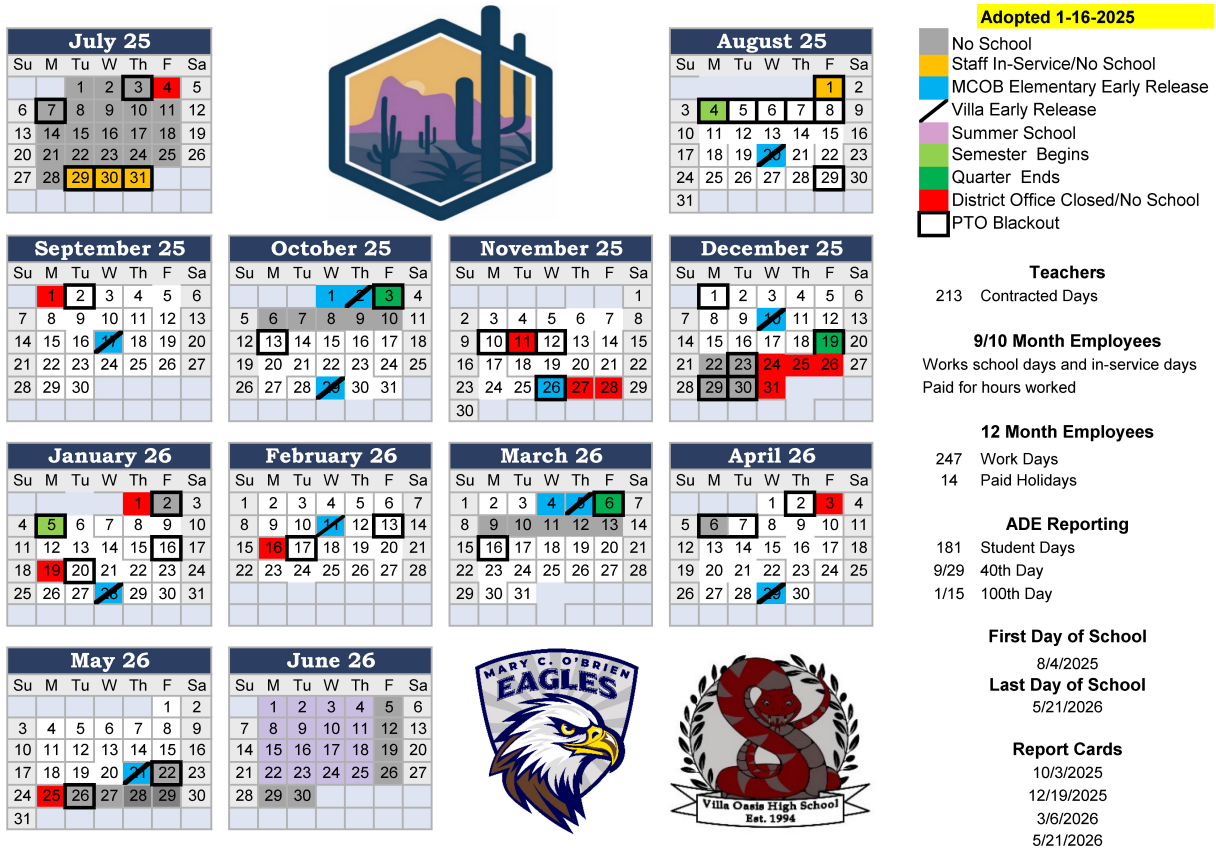 July 25
Su M Tu W Th F Sa
1 2 3 4 5
6 7 8 9 10 11 12
13 14 15 16 17 18 19
20 21 22 23 24 25 26
27 28 29 30 31
August 25
Su M Tu W Th F Sa
1 2
3 4 5 6 7 8 9
10 11 12 13 14 15 16
17 18 19 20 21 22 23
24 25 26 27 28 29 30
31
Adopted 1-16-2025
No School
Staff In-Service/No School
MCOB Elementary Early Release
Villa Early Release
Summer School
Semester Begins
Quarter Ends
District Office Closed/No School
PTO Blackout
September 25
Su M Tu W Th F Sa
1 2 3 4 5 6
7 8 9 10 11 12 13
14 15 16 17 18 19 20
21 22 23 24 25 26 27
28 29 30
October 25
Su M Tu W Th F Sa
1 2 3 4
5 6 7 8 9 10 11
12 13 14 15 16 17 18
19 20 21 22 23 24 25
26 27 28 29 30 31
November 25
Su M Tu W Th F Sa
1
2 3 4 5 6 7 8
9 10 11 12 13 14 15
16 17 18 19 20 21 22
23 24 25 26 27 28 29
30
December 25
Su M Tu W Th F Sa
1 2 3 4 5 6
7 8 9 10 11 12 13
14 15 16 17 18 19 20
21 22 23 24 25 26 27
28 29 30 31
Teachers
213 Contracted Days
9/10 Month Employees
Works school days and in-service days
Paid for hours worked
January 26
Su M Tu W Th F Sa
1 2 3
4 5 6 7 8 9 10
11 12 13 14 15 16 17
18 19 20 21 22 23 24
25 26 27 28 29 30 31
February 26
Su M Tu W Th F Sa
1 2 3 4 5 6 7
8 9 10 11 12 13 14
15 16 17 18 19 20 21
22 23 24 25 26 27 28
March 26
Su M Tu W Th F Sa
1 2 3 4 5 6 7
8 9 10 11 12 13 14
15 16 17 18 19 20 21
22 23 24 25 26 27 28
29 30 31
April 26
Su M Tu W Th F Sa
1 2 3 4
5 6 7 8 9 10 11
12 13 14 15 16 17 18
19 20 21 22 23 24 25
26 27 28 29 30
12 Month Employees
247 Work Days
14 Paid Holidays
ADE Reporting
181 Student Days
9/29 40th Day
1/15 100th Day
May 26
Su M Tu W Th F Sa
1 2
3 4 5 6 7 8 9
10 11 12 13 14 15 16
17 18 19 20 21 22 23
24 25 26 27 28 29 30
31
June 26
Su M Tu W Th F Sa
1 2 3 4 5 6
7 8 9 10 11 12 13
14 15 16 17 18 19 20
21 22 23 24 25 26 27
28 29 30
MARY C. O'BRIEN
EAGLES
Villa Oasis High School
Est. 1994
First Day of School
8/4/2025
Last Day of School
5/21/2026
Report Cards
10/3/2025
12/19/2025
3/6/2026
5/21/2026